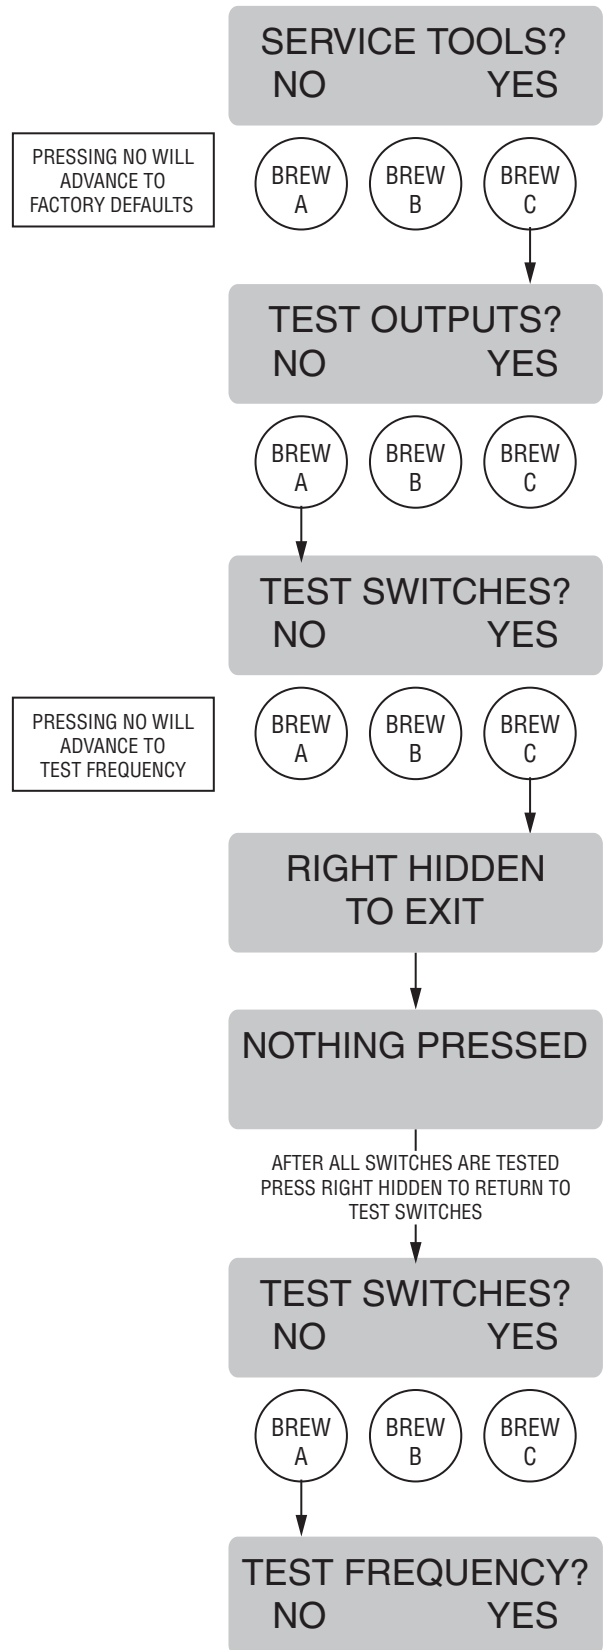 SERVICE TOOLS?
NO YES
PRESSING NO WILL
ADVANCE TO
FACTORY DEFAULTS
BREW
A
BREW
B
BREW
C
TEST OUTPUTS?
NO YES
BREW
A
BREW
B
BREW
C
TEST SWITCHES?
NO YES
PRESSING NO WILL
ADVANCE TO
TEST FREQUENCY
BREW
A
BREW
B
BREW
C
RIGHT HIDDEN
TO EXIT
NOTHING PRESSED
AFTER ALL SWITCHES ARE TESTED
PRESS RIGHT HIDDEN TO RETURN TO
TEST SWITCHES
TEST SWITCHES?
NO YES
BREW
A
BREW
B
BREW
C
TEST FREQUENCY?
NO YES